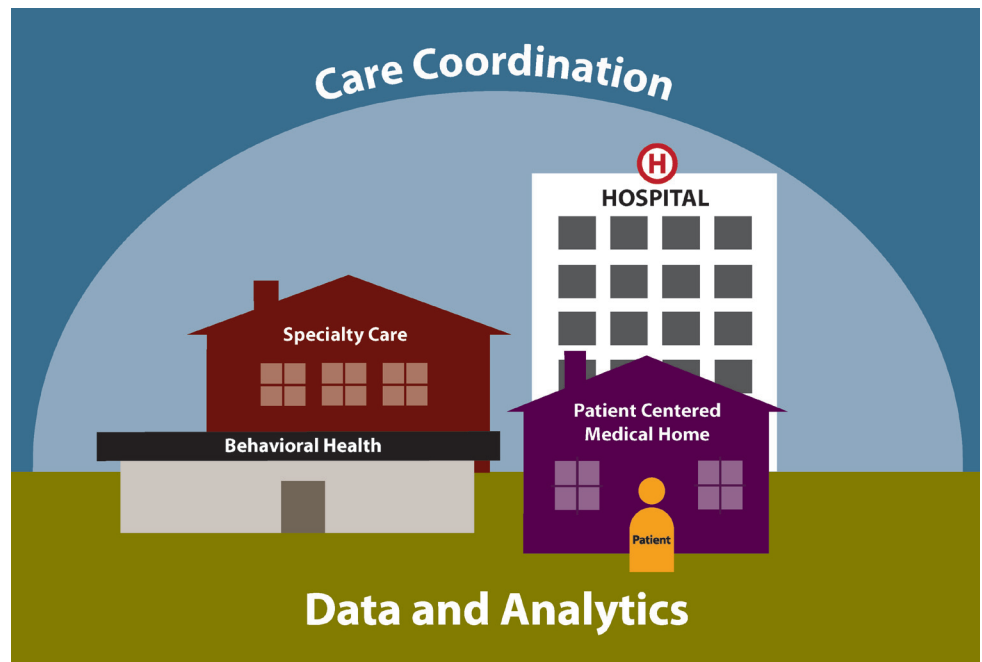 Care Coordination
H
HOSPITAL
Specialty Care
Patient Centered
Medical Home
Behavioral Health
Patient
Data and Analytics